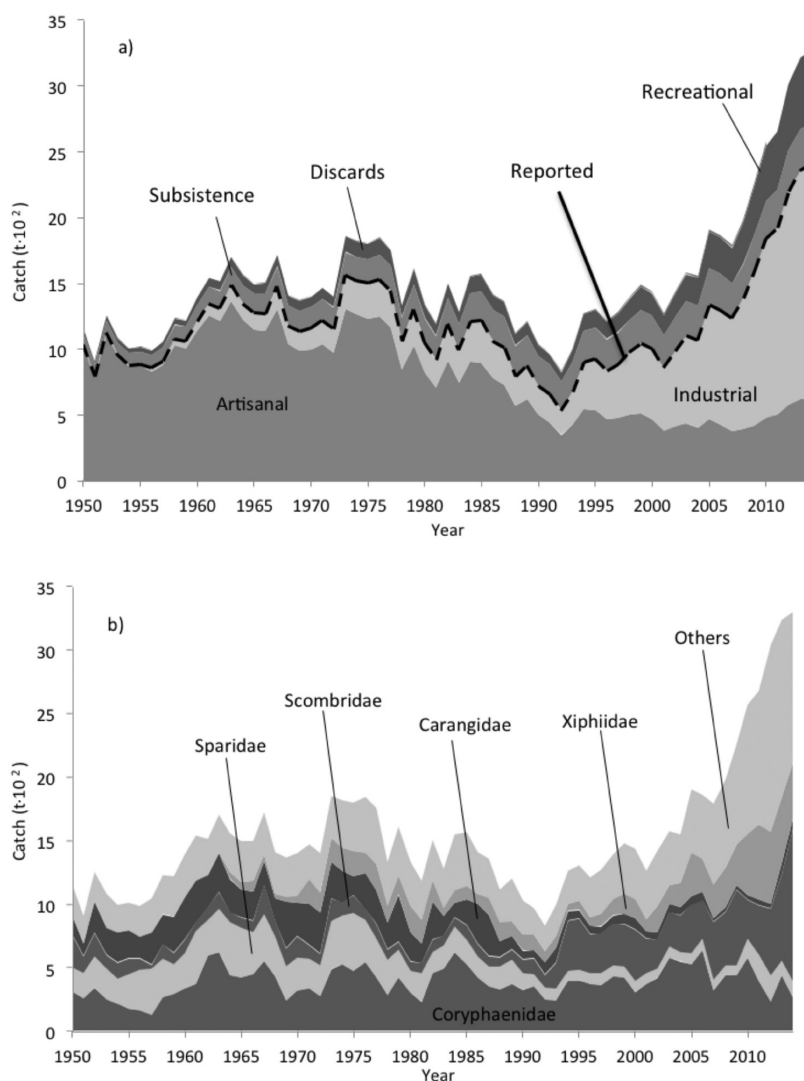 35
a)
30
Recreational
25
Subsistence
Discards
Reported
20
Catch (t·10²)
15
10
Artisanal
Industrial
5
0
1950 1955 1960 1965 1970 1975 1980 1985 1990 1995 2000 2005 2010
Year
35
b)
30
Others
Scombridae
25
Sparidae
Carangidae
Xiphiidae
20
Catch (t·10²)
15
10
5
Coryphaenidae
0
1950 1955 1960 1965 1970 1975 1980 1985 1990 1995 2000 2005 2010
Year